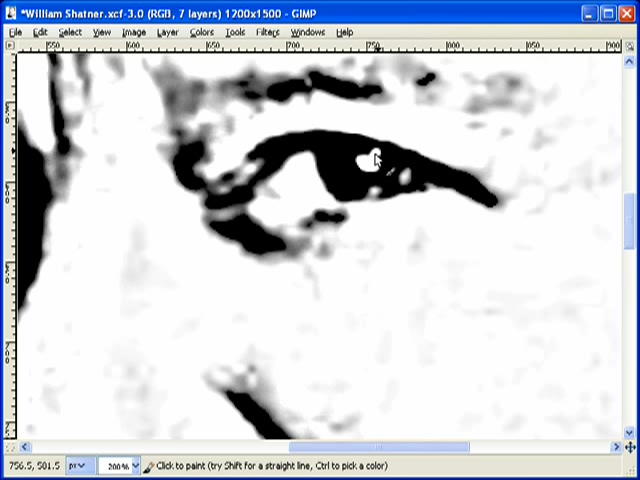 *William Shatner.xcf-3.0 (RGB, 7 layers) 1200x1500 – GIMP
File Edit Select View Image Layer Colors Tools Filters Windows Help
550 600 650 700 750 800 850 900
756.5, 501.5 px 200% Click to paint (try Shift for a straight line, Ctrl to pick a color)